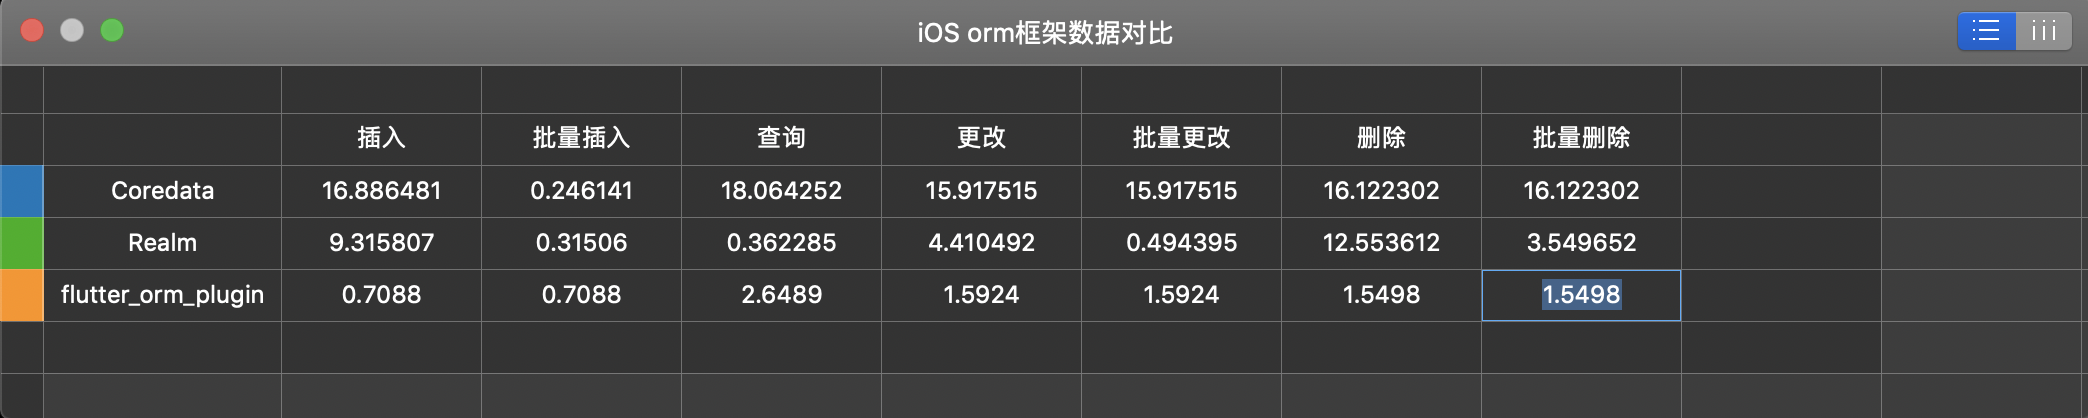 iOS orm框架数据对比
插入 批量插入 查询 更改 批量更改 删除 批量删除
Coredata 16.886481 0.246141 18.064252 15.917515 15.917515 16.122302 16.122302
Realm 9.315807 0.31506 0.362285 4.410492 0.494395 12.553612 3.549652
flutter_orm_plugin 0.7088 0.7088 2.6489 1.5924 1.5924 1.5498 1.5498